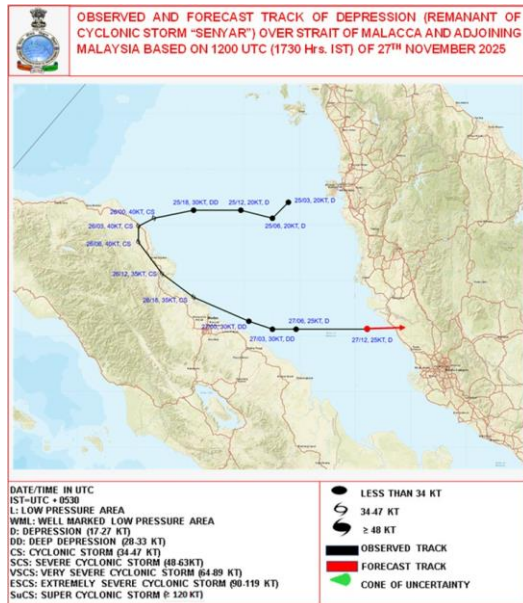 OBSERVED AND FORECAST TRACK OF DEPRESSION (REMANANT OF
CYCLONIC STORM “SENYAR”) OVER STRAIT OF MALACCA AND ADJOINING
MALAYSIA BASED ON 1200 UTC (1730 Hrs. IST) OF 27TH NOVEMBER 2025
25/03, 20KT, D
25/18, 30KT, DD
25/12, 20KT, D
26/00, 40KT, CS
25/06, 20KT, D
26/03, 40KT, CS
26/06, 40KT, CS
26/12, 35KT, CS
26/18, 35KT, CS
27/00, 30KT, DD
27/06, 25KT, D
27/03, 30KT, DD
27/12, 25KT, D
DATE/TIME IN UTC
IST=UTC + 0530
L: LOW PRESSURE AREA
WML: WELL MARKED LOW PRESSURE AREA
D: DEPRESSION (17-27 KT)
DD: DEEP DEPRESSION (28-33 KT)
CS: CYCLONIC STORM (34-47 KT)
SCS: SEVERE CYCLONIC STORM (48-63KT)
VSCS: VERY SEVERE CYCLONIC STORM (64-89 KT)
ESCS: EXTREMELY SEVERE CYCLONIC STORM (90-119 KT)
SuCS: SUPER CYCLONIC STORM (≥ 120 KT)
LESS THAN 34 KT
34-47 KT
≥ 48 KT
OBSERVED TRACK
FORECAST TRACK
CONE OF UNCERTAINTY